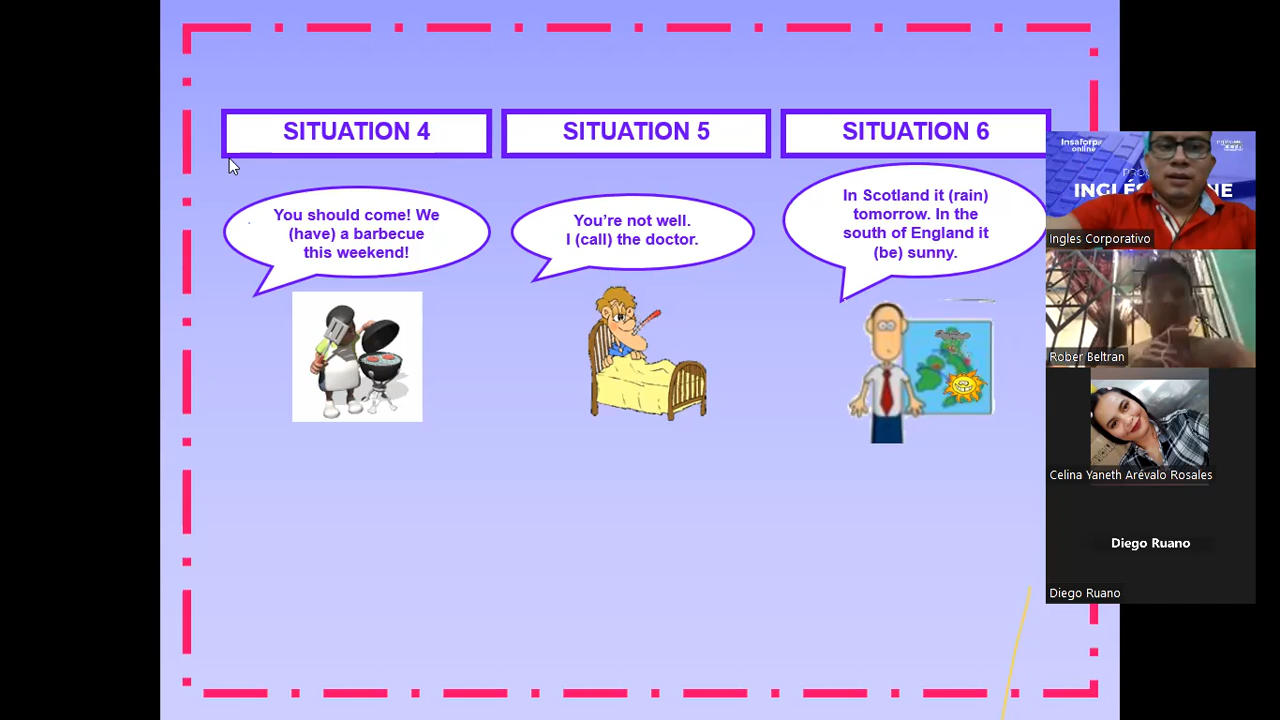 SITUATION 4
SITUATION 5
SITUATION 6
You should come! We
(have) a barbecue
this weekend!
You're not well.
I (call) the doctor.
In Scotland it (rain)
tomorrow. In the
south of England it
(be) sunny.
Insaforp
online
Ingles Corporativo
Rober Beltran
Celina Yaneth Arévalo Rosales
Diego Ruano
Diego Ruano